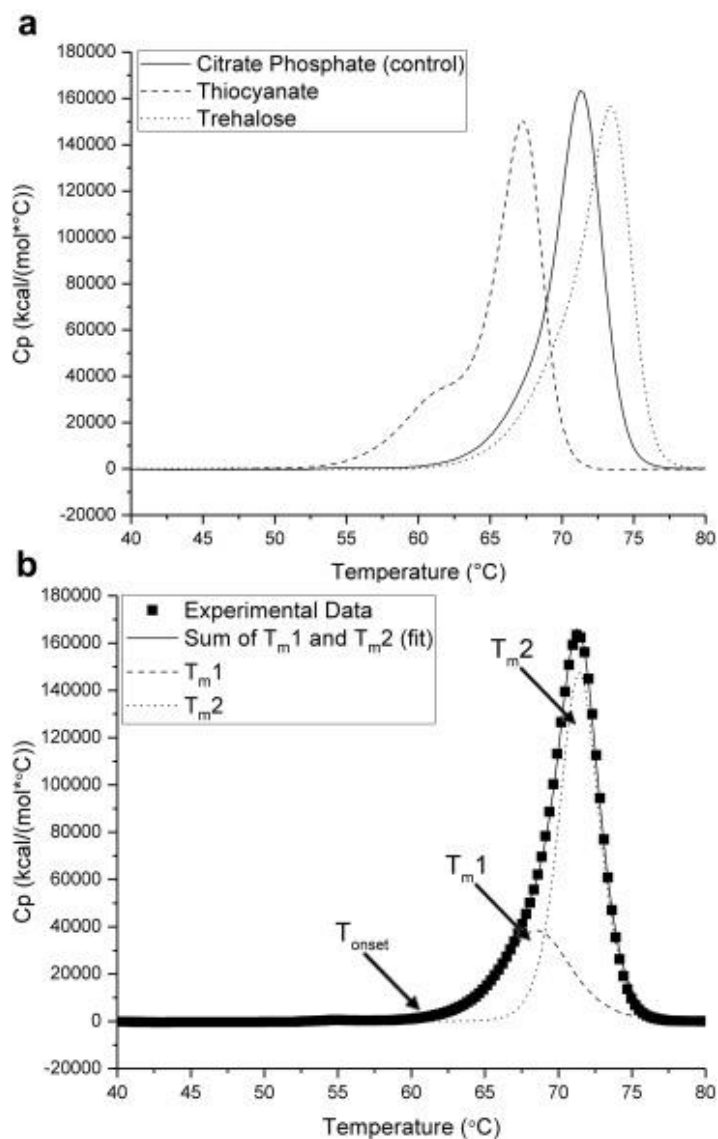 a
180000
160000
140000
120000
100000
80000
60000
40000
20000
0
-20000
Cp (kcal/(mol*°C))
Citrate Phosphate (control)
Thiocyanate
Trehalose
40 45 50 55 60 65 70 75 80
Temperature (°C)
b
180000
160000
140000
120000
100000
80000
60000
40000
20000
0
-20000
Cp (kcal/(mol*°C))
Experimental Data
Sum of Tm1 and Tm2 (fit)
Tm1
Tm2
Tm2
Tm1
Tonset
40 45 50 55 60 65 70 75 80
Temperature (°C)